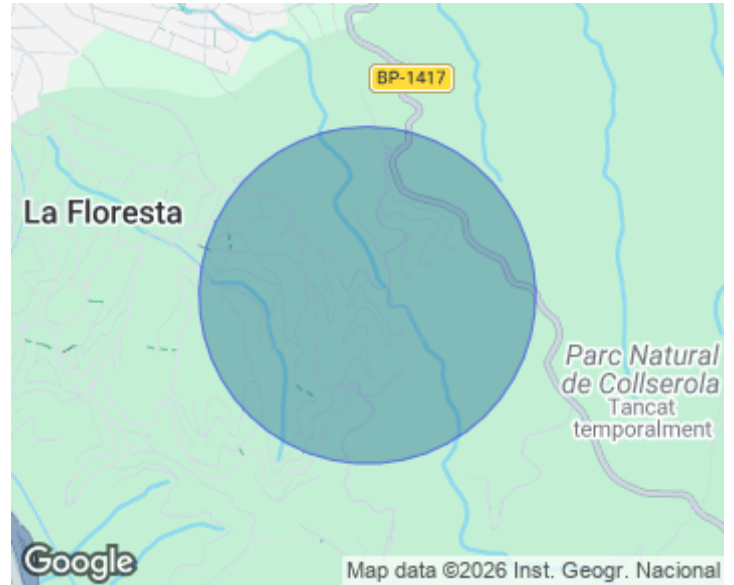 BP-1417
La Floresta
Parc Natural
de Collserola
Tancat
temporalment
Google
Map data ©2026 Inst. Geogr. Nacional